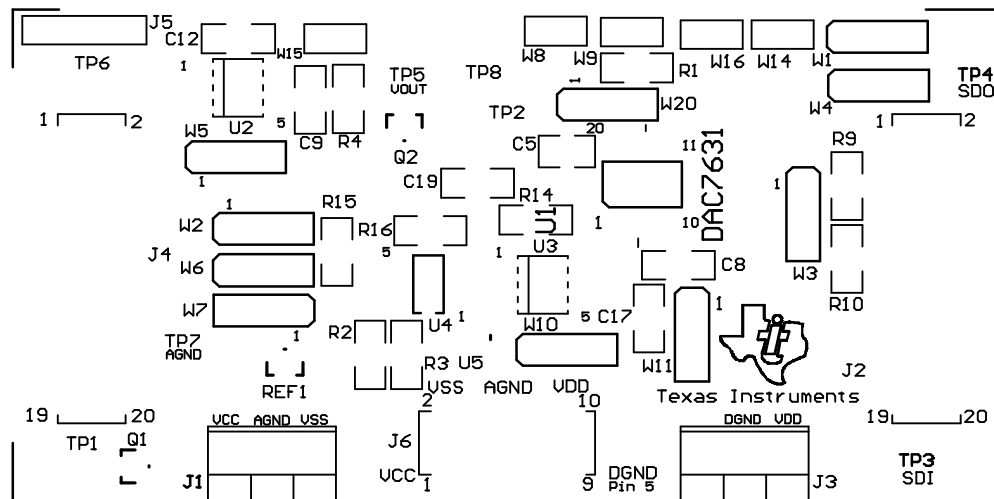 J5
C12
W15
W8
W9
W16
W14
W1
TP6
1
TP5
VOUT
TP8
1
R1
TP4
SDO
W4
W20
TP2
1
2
W5
U2
5
C9
R4
Q2
20
C5
11
DAC7631
1
2
R9
1
C19
R14
U1
1
10
1
W2
1
R15
R16
5
U3
1
J4
W6
C8
W3
W7
U4
1
W10
5
C17
1
R10
TP7
AGND
1
R2
R3
U5
W11
J2
REF1
VSS
AGND
VDD
Texas Instruments
19
20
2
10
19
20
TP1
Q1
VCC
AGND
VSS
J6
DGND
VDD
J1
VCC
1
9
DGND
Pin 5
J3
TP3
SDI